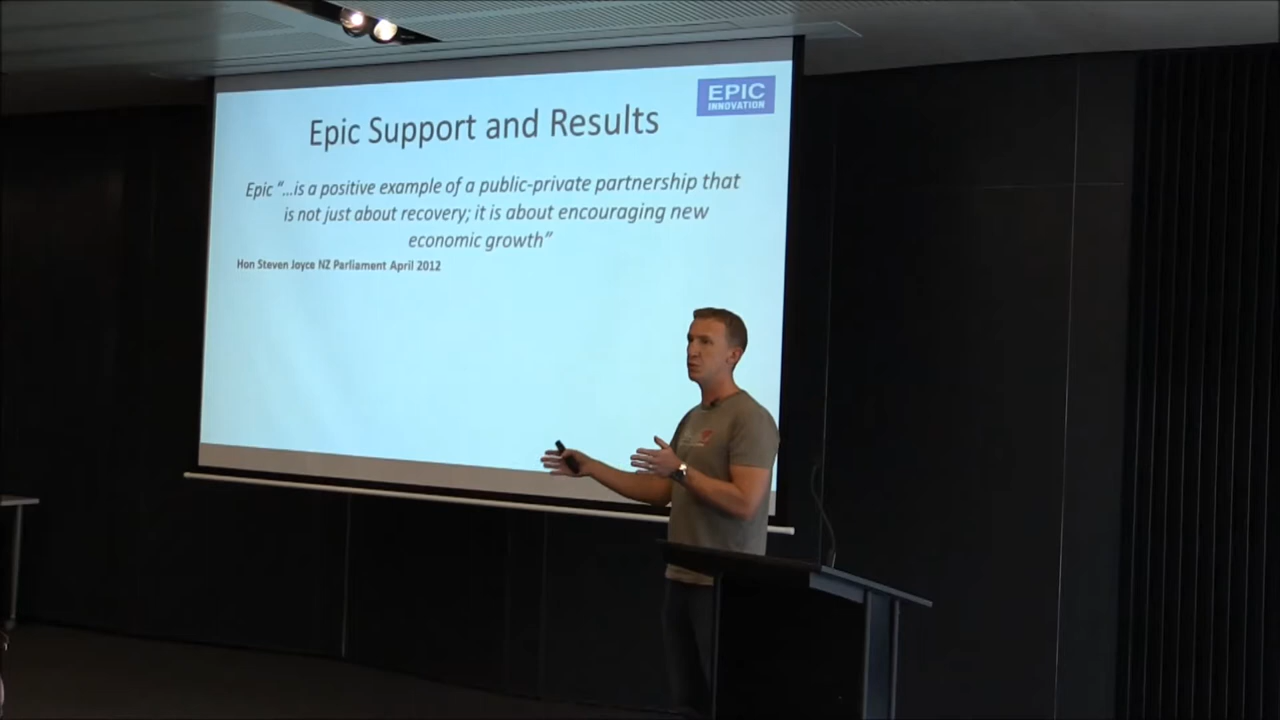 EPIC
INNOVATION
Epic Support and Results
Epic “...is a positive example of a public-private partnership that
is not just about recovery; it is about encouraging new
economic growth”
Hon Steven Joyce NZ Parliament April 2012